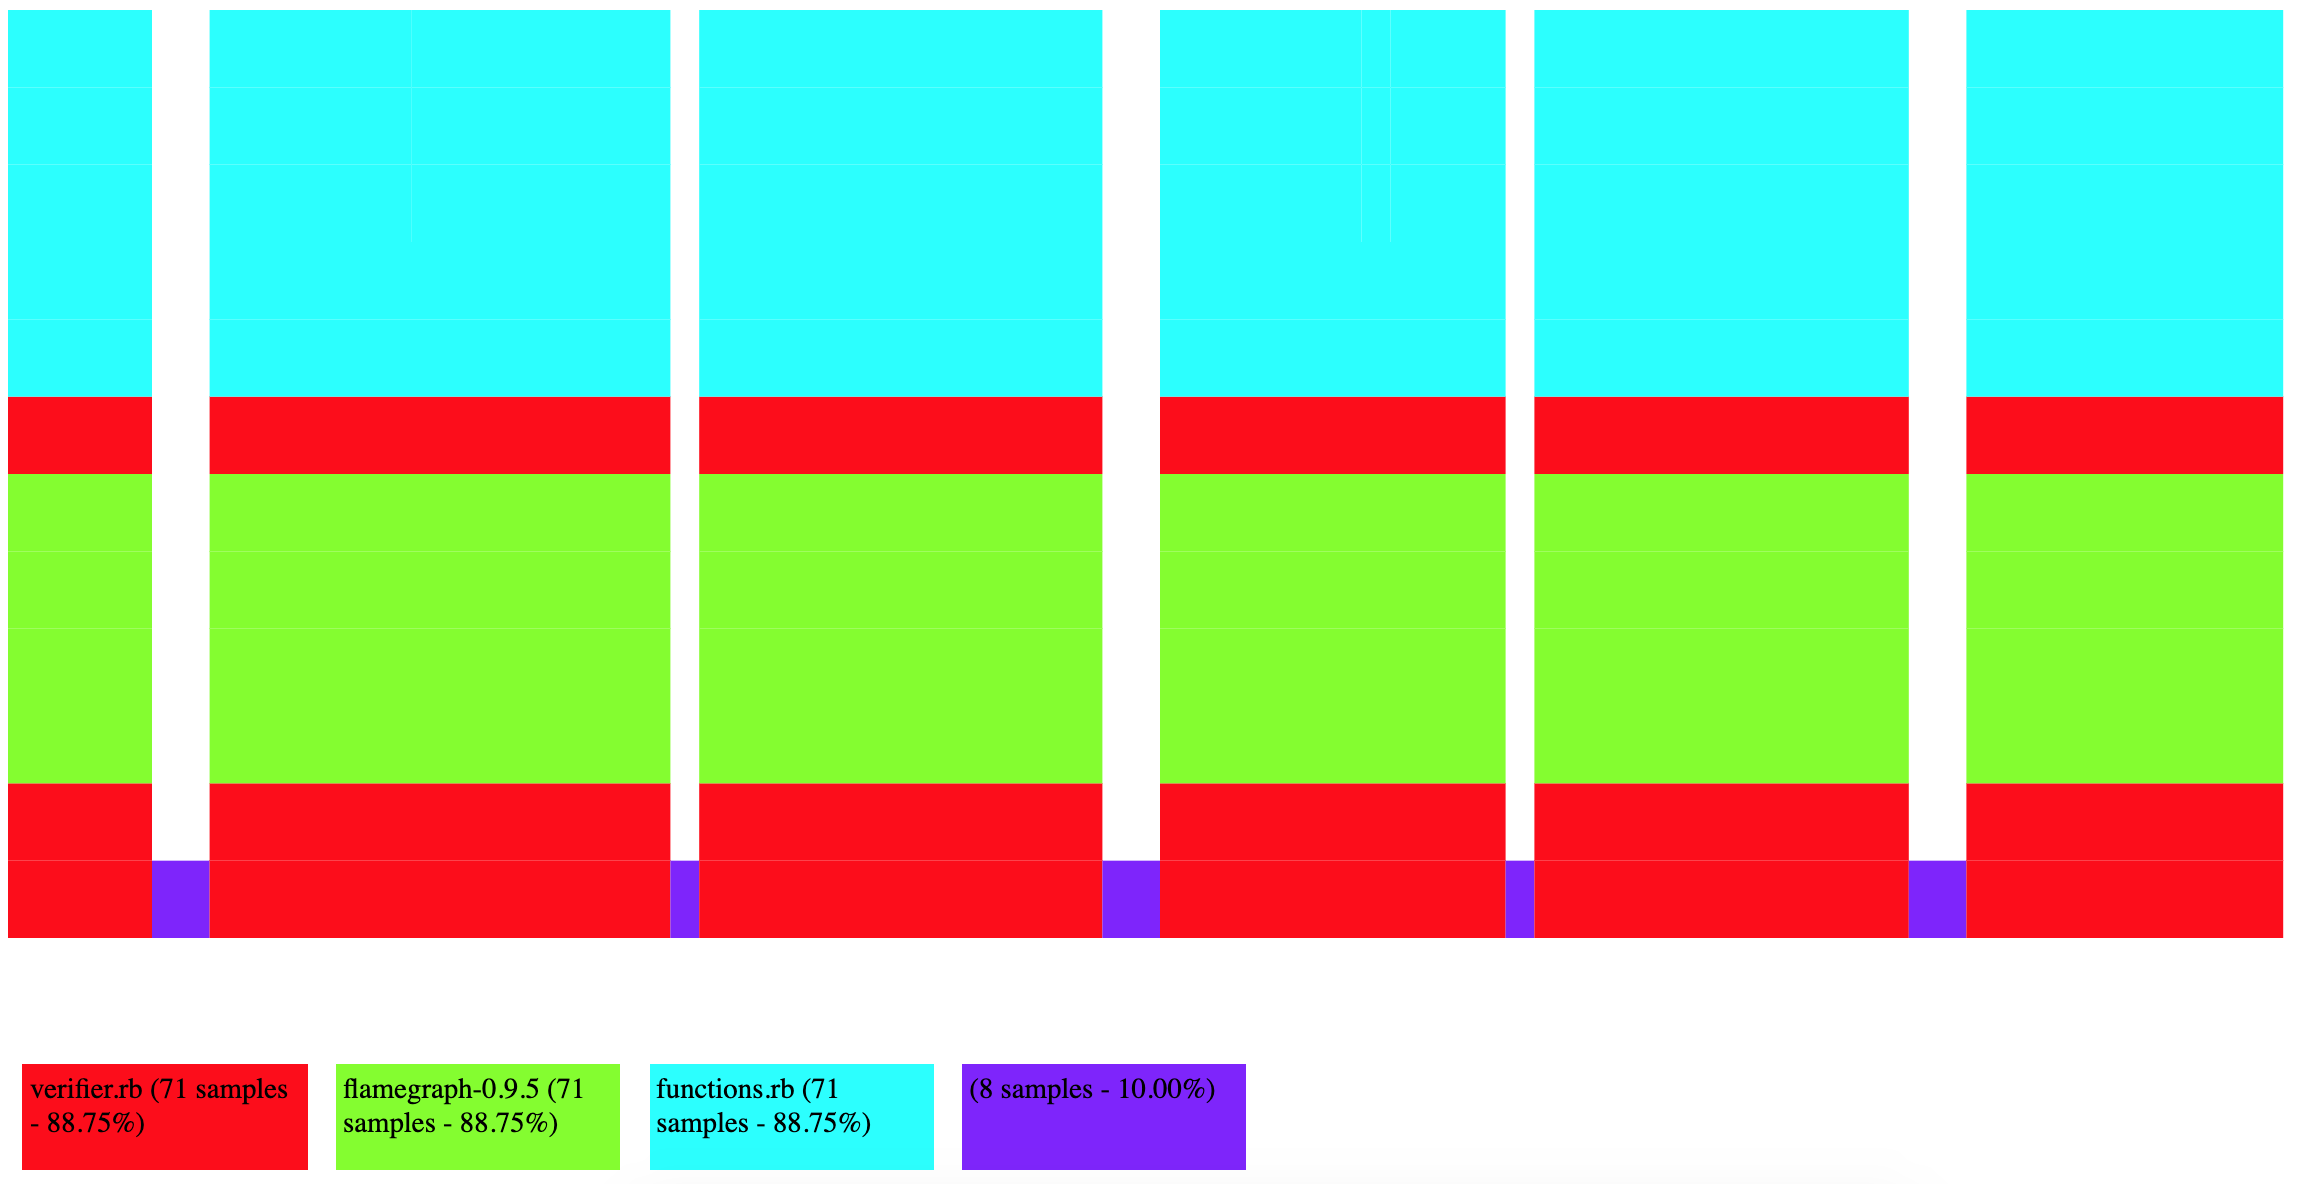 verifier.rb (71 samples
- 88.75%)
flamegraph-0.9.5 (71
samples - 88.75%)
functions.rb (71
samples - 88.75%)
(8 samples - 10.00%)